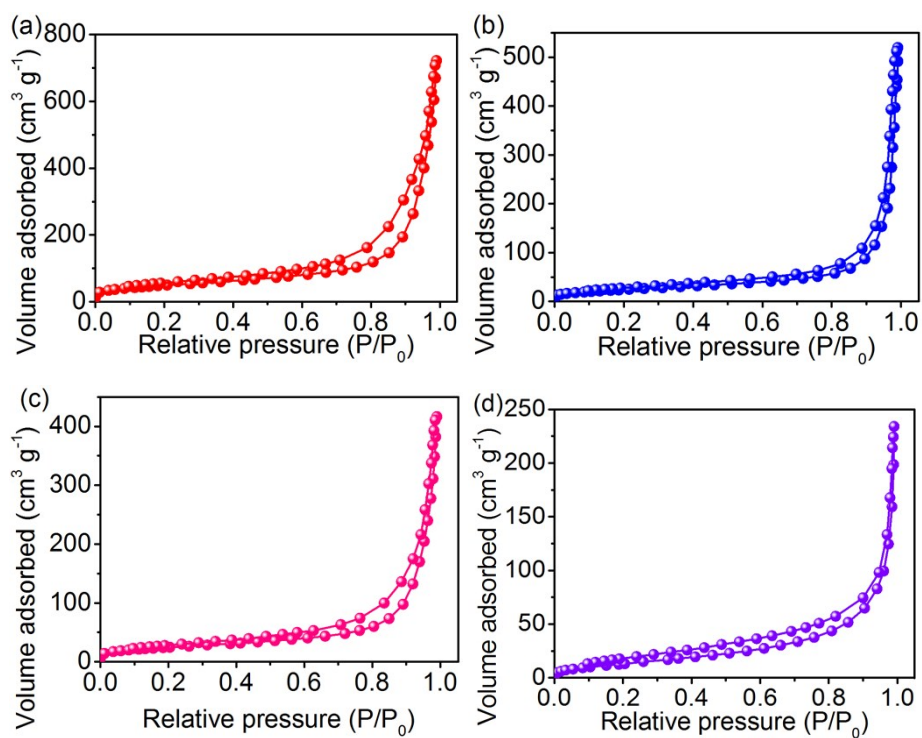 (a)
800
600
400
200
0
0.0 0.2 0.4 0.6 0.8 1.0
Volume adsorbed (cm³ g⁻¹)
Relative pressure (P/P₀)
(b)
500
400
300
200
100
0
0.0 0.2 0.4 0.6 0.8 1.0
Volume adsorbed (cm³ g⁻¹)
Relative pressure (P/P₀)
(c)
400
300
200
100
0
0.0 0.2 0.4 0.6 0.8 1.0
Volume adsorbed (cm³ g⁻¹)
Relative pressure (P/P₀)
(d)
250
200
150
100
50
0
0.0 0.2 0.4 0.6 0.8 1.0
Volume adsorbed (cm³ g⁻¹)
Relative pressure (P/P₀)